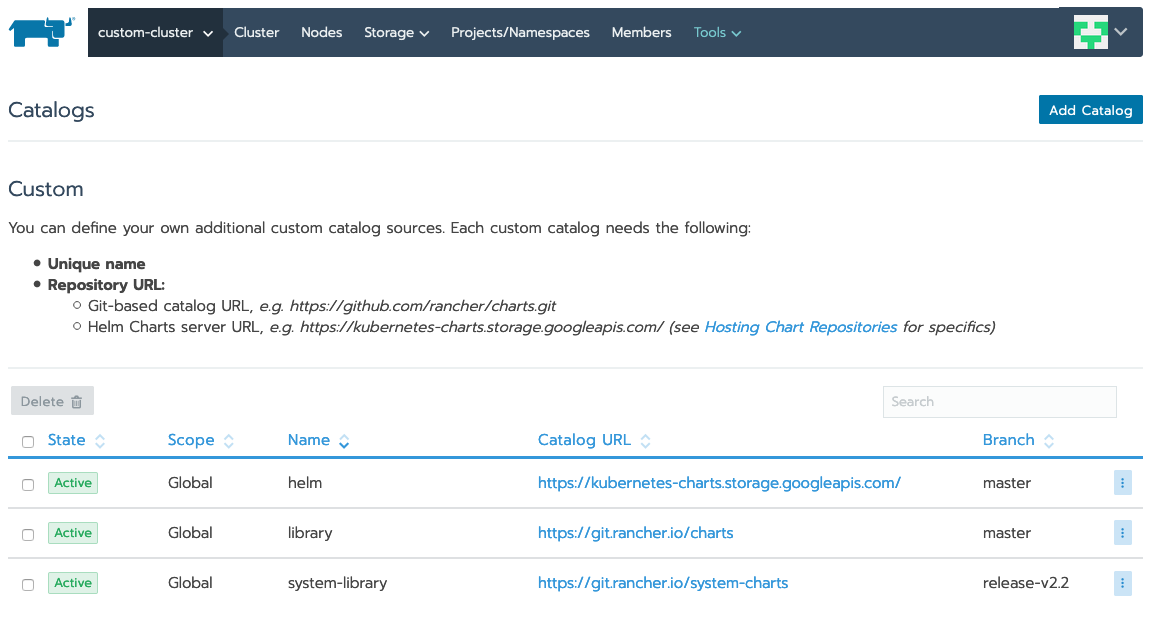 custom-cluster Cluster Nodes Storage Projects/Namespaces Members Tools
Catalogs Add Catalog
Custom
You can define your own additional custom catalog sources. Each custom catalog needs the following:
• Unique name
• Repository URL:
○ Git-based catalog URL, e.g. https://github.com/rancher/charts.git
○ Helm Charts server URL, e.g. https://kubernetes-charts.storage.googleapis.com/ (see Hosting Chart Repositories for specifics)
Delete Search
State Scope Name Catalog URL Branch
Active Global helm https://kubernetes-charts.storage.googleapis.com/ master
Active Global library https://git.rancher.io/charts master
Active Global system-library https://git.rancher.io/system-charts release-v2.2